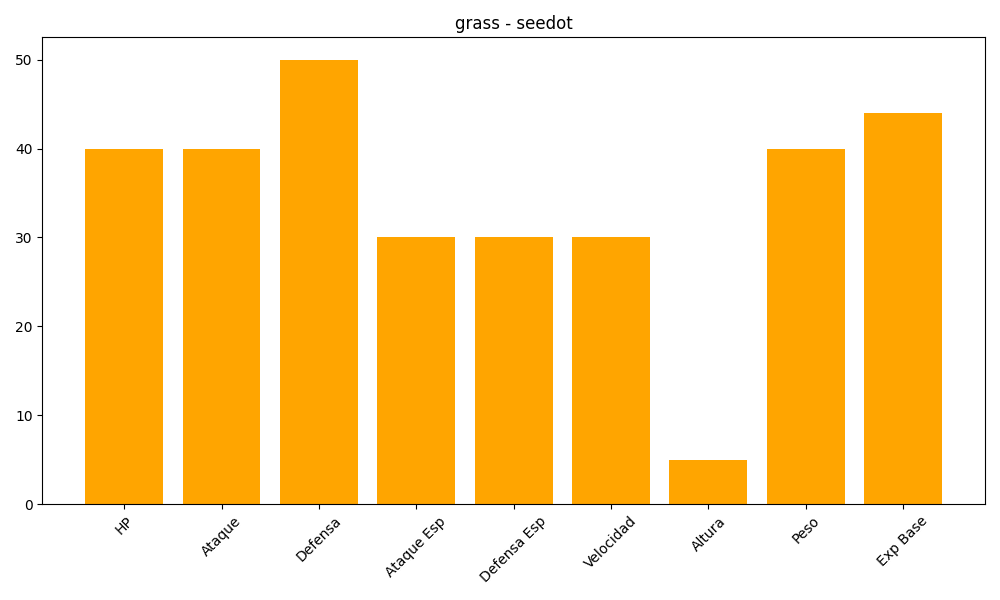 grass - seedot
50
40
30
20
10
0
HP
Ataque
Defensa
Ataque Esp
Defensa Esp
Velocidad
Altura
Peso
Exp Base